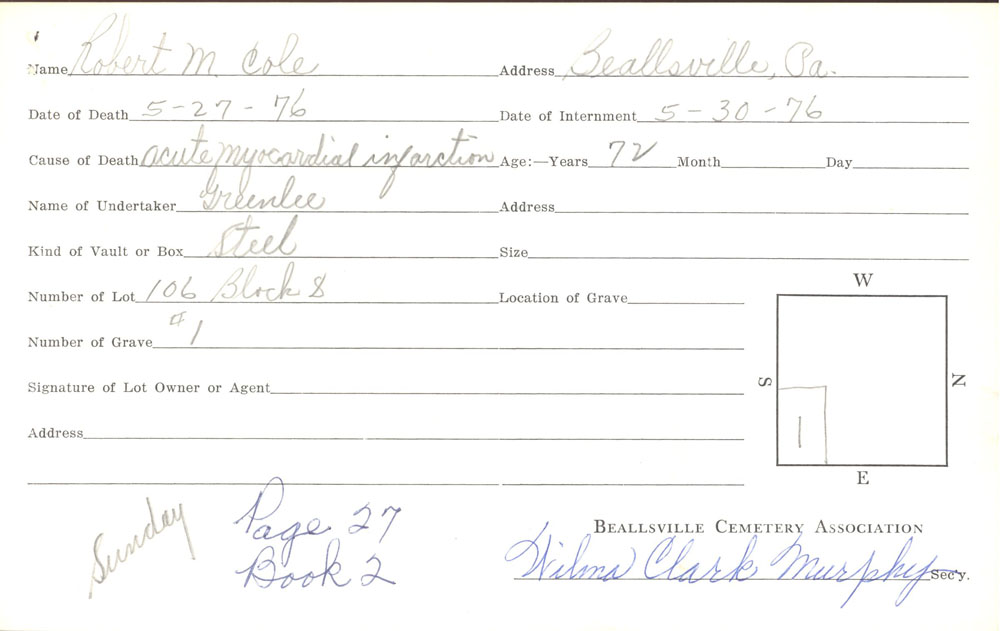 Name Robert M Cole Address Beallsville, Pa.
Date of Death 5-27-76 Date of Internment 5-30-76
Cause of Death acute myocardial infarction Age:—Years 72 Month Day
Name of Undertaker Greenlee Address
Kind of Vault or Box Steel Size
Number of Lot 106 Block 8 Location of Grave
Number of Grave #1
Signature of Lot Owner or Agent
Address
W
S
N
1
E
Sunday
Page 27
Book 2
BEALLSVILLE CEMETERY ASSOCIATION
Wilma Clark Murphy Sec'y.